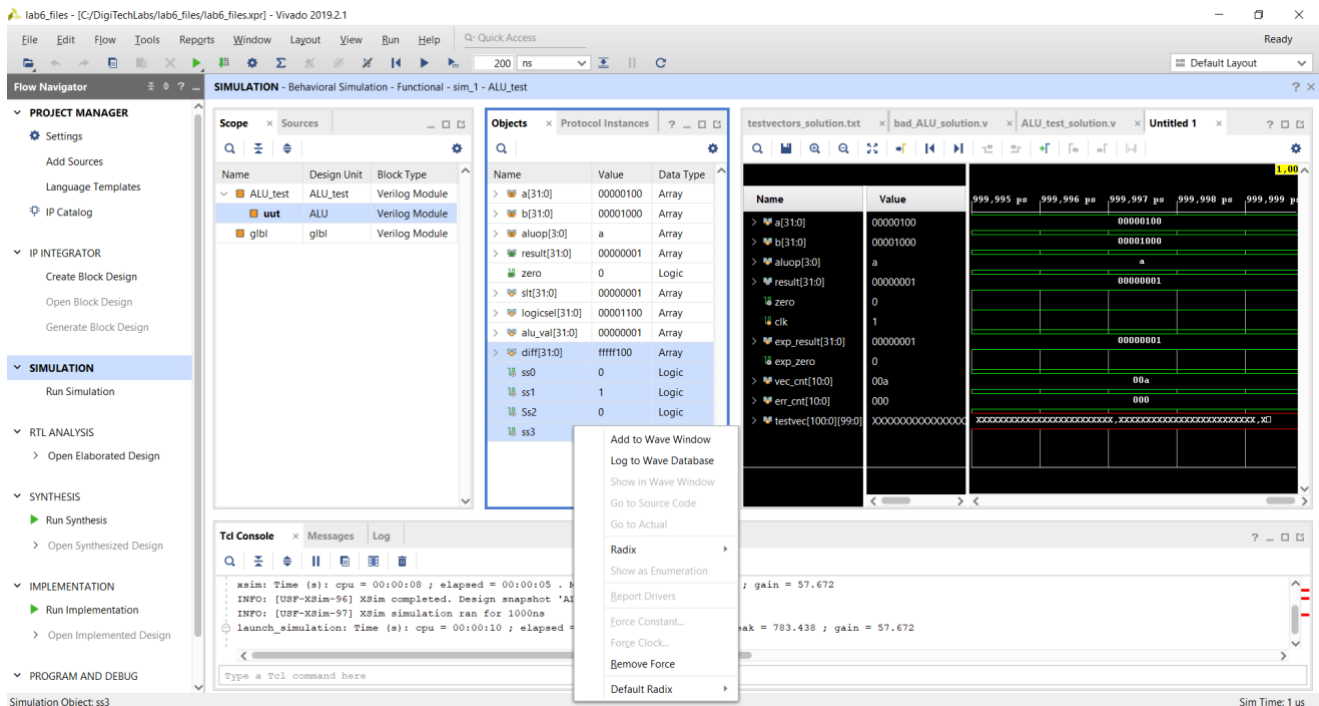 lab6_files - [C:/DigiTechLabs/lab6_files/lab6_files.xpr] - Vivado 2019.2.1
File Edit Flow Tools Reports Window Layout View Run Help Q- Quick Access
Ready
200 ns
Default Layout
Flow Navigator
SIMULATION - Behavioral Simulation - Functional - sim_1 - ALU_test
PROJECT MANAGER
Settings
Add Sources
Language Templates
IP Catalog
IP INTEGRATOR
Create Block Design
Open Block Design
Generate Block Design
SIMULATION
Run Simulation
RTL ANALYSIS
Open Elaborated Design
SYNTHESIS
Run Synthesis
Open Synthesized Design
IMPLEMENTATION
Run Implementation
Open Implemented Design
PROGRAM AND DEBUG
Scope Sources
Name Design Unit Block Type
ALU_test ALU_test Verilog Module
uut ALU Verilog Module
glbl glbl Verilog Module
Objects Protocol Instances
Name Value Data Type
a[31:0] 00000100 Array
b[31:0] 00001000 Array
aluop[3:0] a Array
result[31:0] 00000001 Array
zero 0 Logic
slt[31:0] 00000001 Array
logicsel[31:0] 00001100 Array
alu_val[31:0] 00000001 Array
diff[31:0] fffff100 Array
ss0 0 Logic
ss1 1 Logic
Ss2 0 Logic
ss3
Add to Wave Window
Log to Wave Database
Show in Wave Window
Go to Source Code
Go to Actual
Radix
Show as Enumeration
Report Drivers
Force Constant...
Force Clock...
Remove Force
Default Radix
testvectors_solution.txt bad_ALU_solution.v ALU_test_solution.v Untitled 1
1,00
Name Value 999,995 ps 999,996 ps 999,997 ps 999,998 ps 999,999 p
a[31:0] 00000100 00000100
b[31:0] 00001000 00001000
aluop[3:0] a a
result[31:0] 00000001 00000001
zero 0
clk 1
exp_result[31:0] 00000001 00000001
exp_zero 0
vec_cnt[10:0] 00a 00a
err_cnt[10:0] 000 000
testvec[100:0][99:0]
Tcl Console Messages Log
xsim: Time (s): cpu = 00:00:08 ; elapsed = 00:00:05 . ; gain = 57.672
INFO: [USF-XSim-96] XSim completed. Design snapshot
INFO: [USF-XSim-97] XSim simulation ran for 1000ns
launch_simulation: Time (s): cpu = 00:00:10 ; elapsed = eak = 783.438 ; gain = 57.672
Type a Tcl command here
Simulation Object: ss3
Sim Time: 1 us